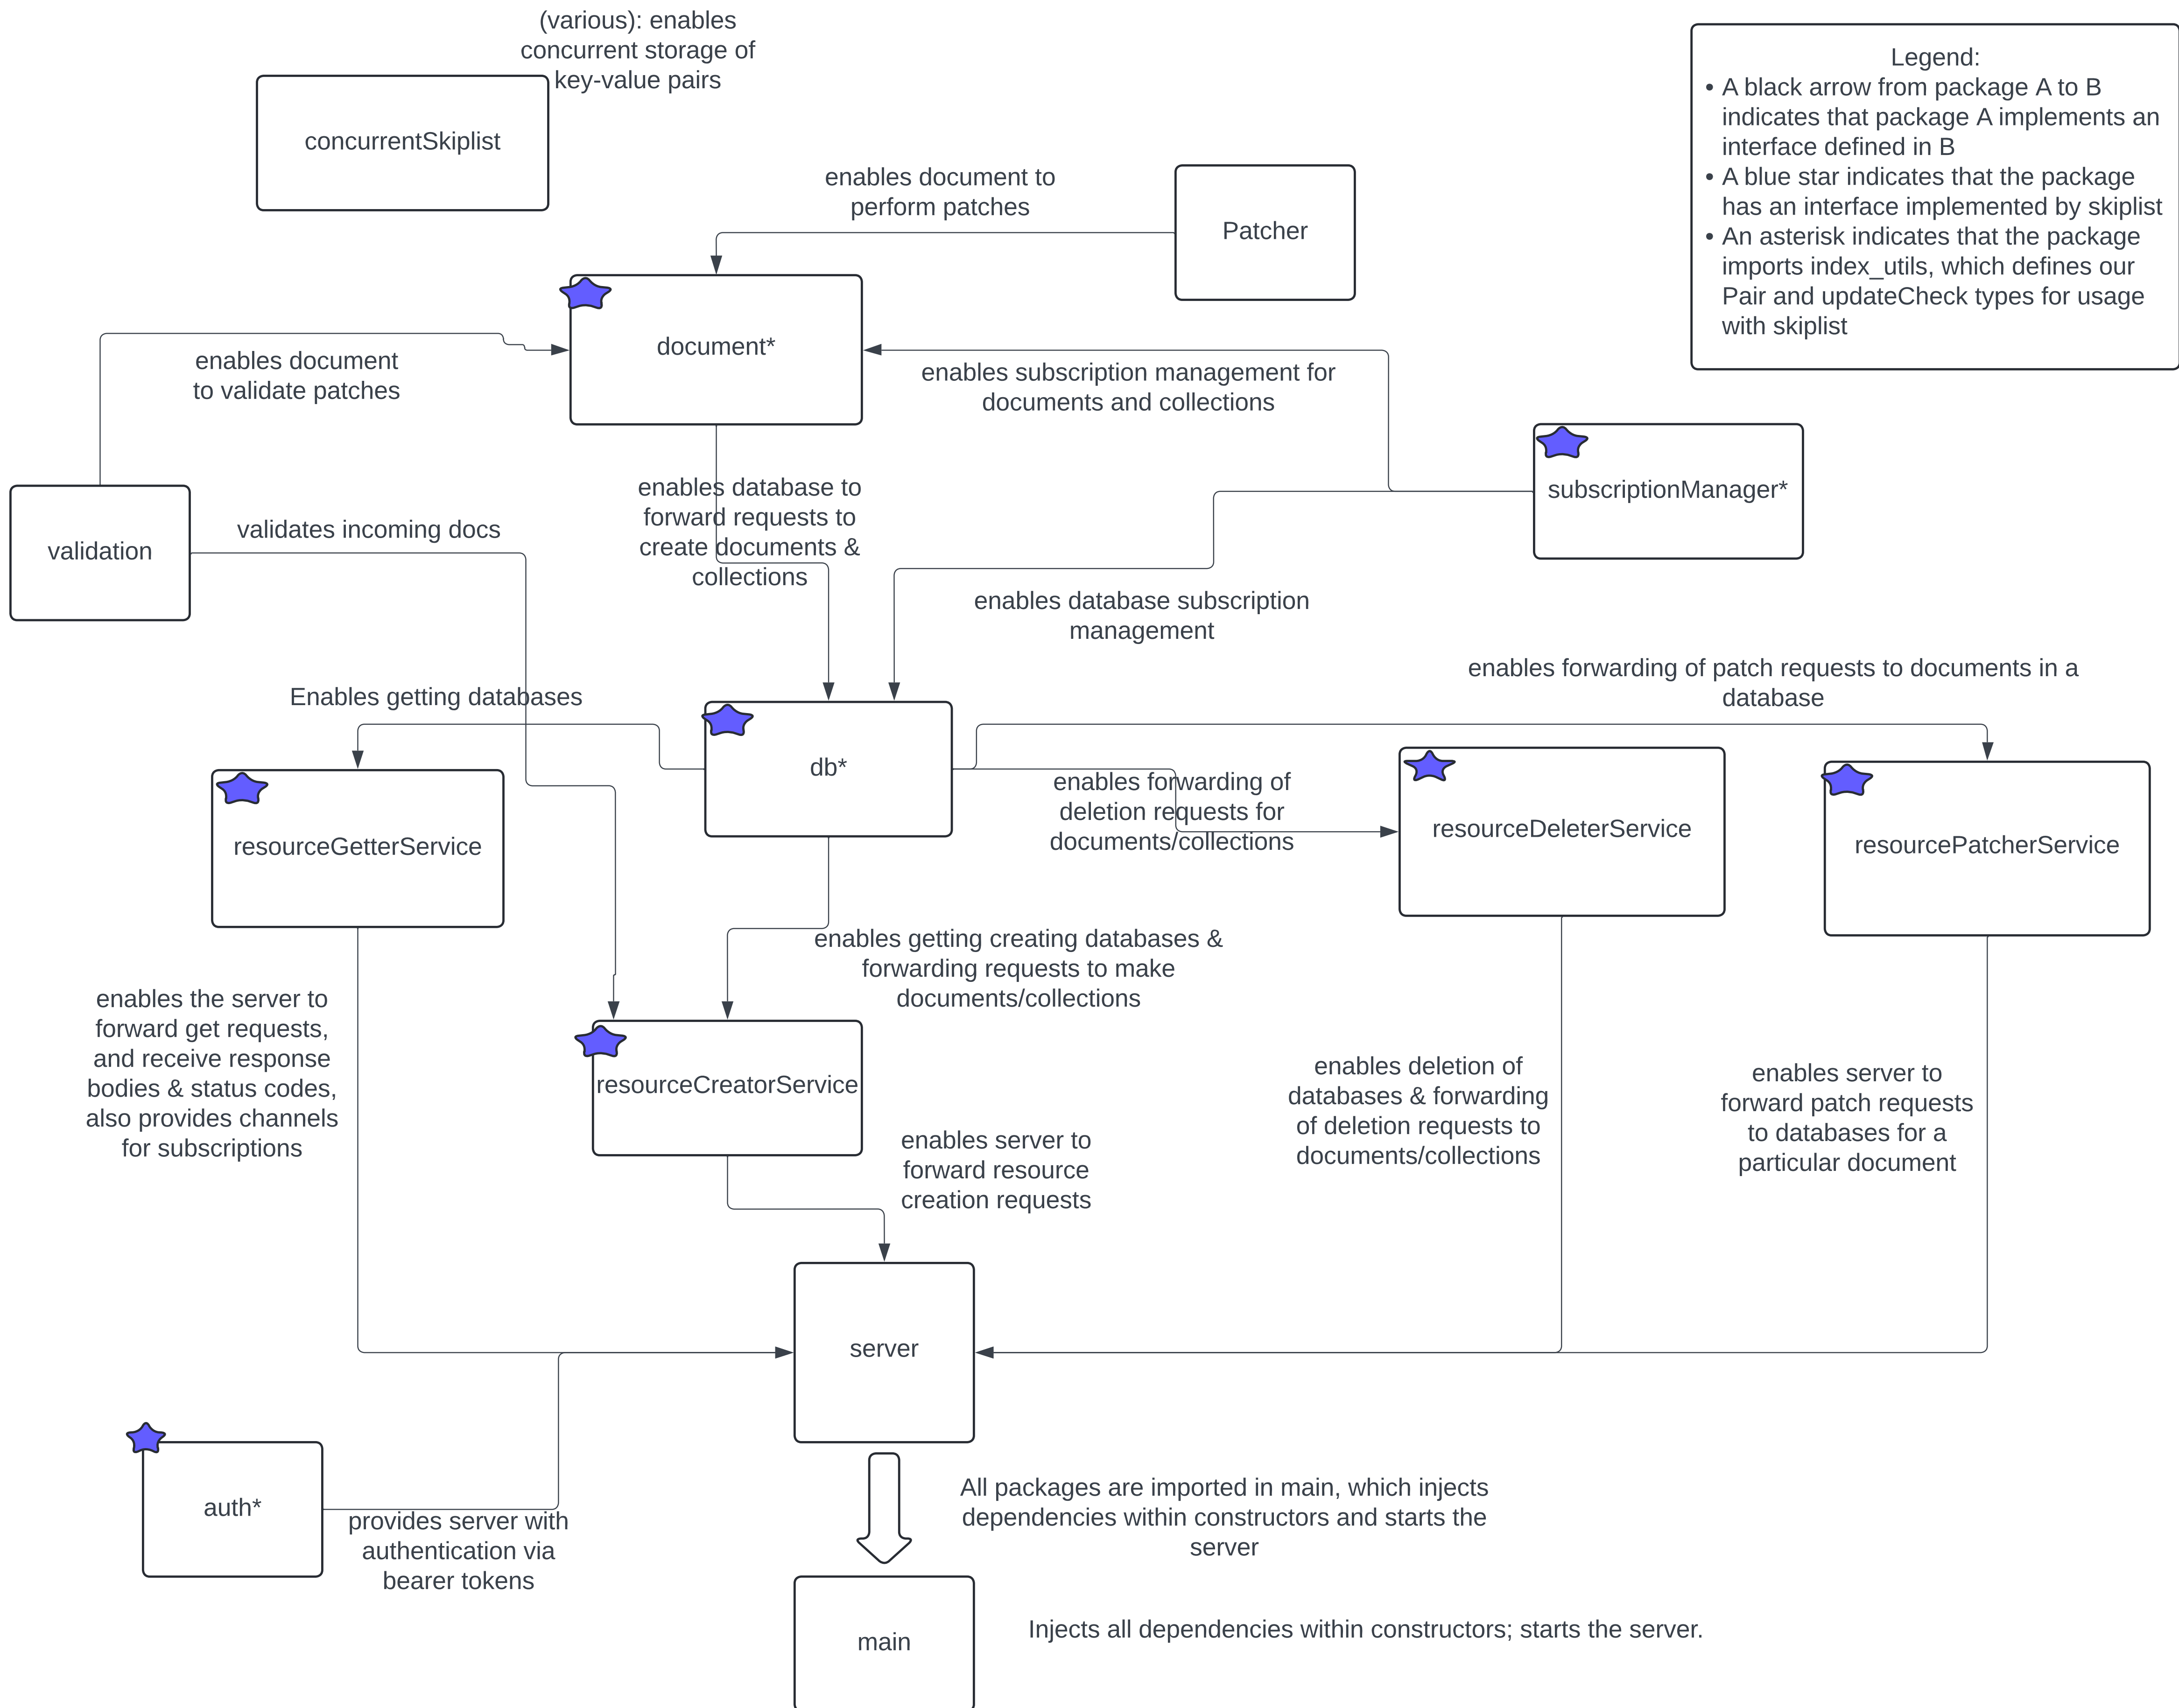 (various): enables
concurrent storage of
key-value pairs
concurrentSkiplist
Legend:
• A black arrow from package A to B
indicates that package A implements an
interface defined in B
• A blue star indicates that the package
has an interface implemented by skiplist
• An asterisk indicates that the package
imports index_utils, which defines our
Pair and updateCheck types for usage
with skiplist
enables document to
perform patches
Patcher
document*
enables document
to validate patches
enables subscription management for
documents and collections
subscriptionManager*
validation
validates incoming docs
enables database to
forward requests to
create documents &
collections
enables database subscription
management
enables forwarding of patch requests to documents in a
database
Enables getting databases
db*
enables forwarding of
deletion requests for
documents/collections
resourceGetterService
resourceDeleterService
resourcePatcherService
enables getting creating databases &
forwarding requests to make
documents/collections
enables the server to
forward get requests,
and receive response
bodies & status codes,
also provides channels
for subscriptions
resourceCreatorService
enables deletion of
databases & forwarding
of deletion requests to
documents/collections
enables server to
forward patch requests
to databases for a
particular document
enables server to
forward resource
creation requests
server
auth*
provides server with
authentication via
bearer tokens
All packages are imported in main, which injects
dependencies within constructors and starts the
server
main
Injects all dependencies within constructors; starts the server.